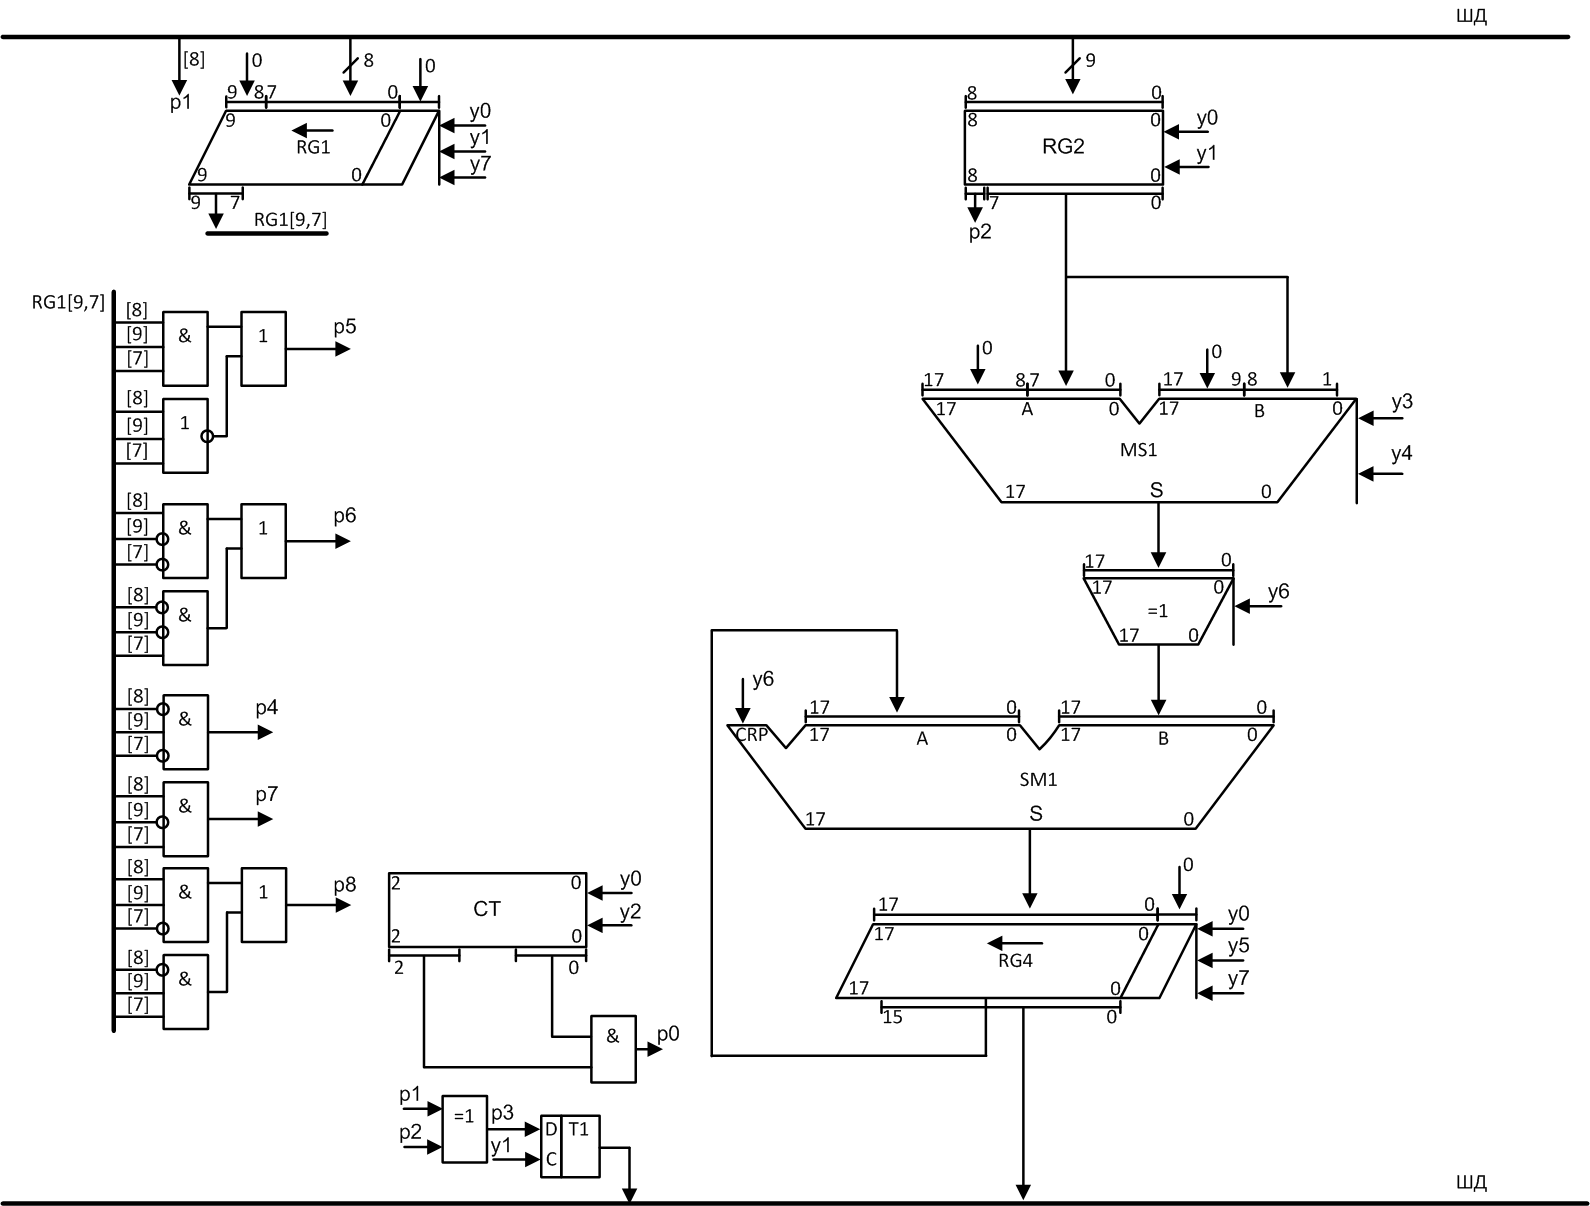 ШД
[8]
p1
0
8
0
9 8 7 0
9 0
RG1
9 0
9 7
RG1[9,7]
y0
y1
y7
9
8 0
8 0
RG2
8 0
7 0
p2
y0
y1
RG1[9,7]
[8]
[9]
[7]
&
1
p5
[8]
[9]
[7]
1
[8]
[9]
[7]
&
1
p6
[8]
[9]
[7]
&
[8]
[9]
[7]
&
p4
[8]
[9]
[7]
&
p7
[8]
[9]
[7]
&
1
p8
[8]
[9]
[7]
&
0
0
17 8 7 0
17 9 8 1
17 A 0
17 B 0
MS1
17 S 0
y3
y4
17 0
17 0
=1
17 0
y6
y6
17 0
17 0
CRP
17 A 0
17 B 0
SM1
S
17 0
2 0
CT
2 0
2 0
y0
y2
&
p0
0
17 0
17 0
RG4
17 0
15 0
y0
y5
y7
p1
p2
=1
p3
y1
D T1
C
ШД